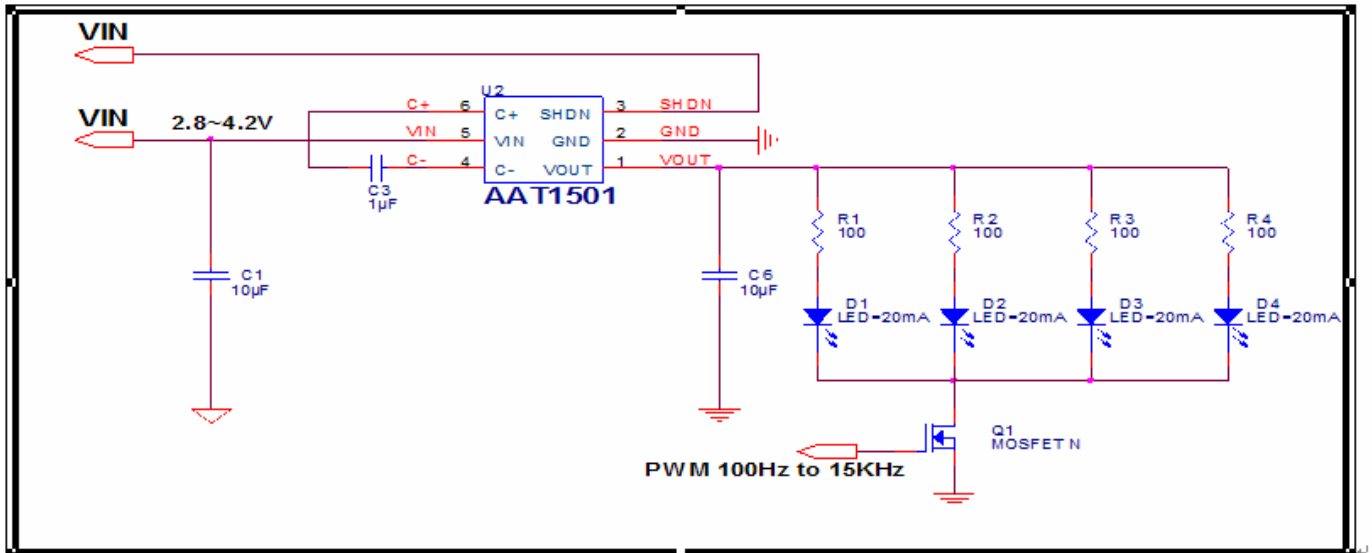 VIN
VIN
2.8~4.2V
U2
C+ 6 C+ SHDN 3 SHDN
VIN 5 VIN GND 2 GND
C- 4 C- VOUT 1 VOUT
C3
1µF
AAT1501
R1
100
R2
100
R3
100
R4
100
C1
10µF
C6
10µF
D1
LED-20mA
D2
LED-20mA
D3
LED-20mA
D4
LED-20mA
Q1
MOSFET N
PWM 100Hz to 15KHz